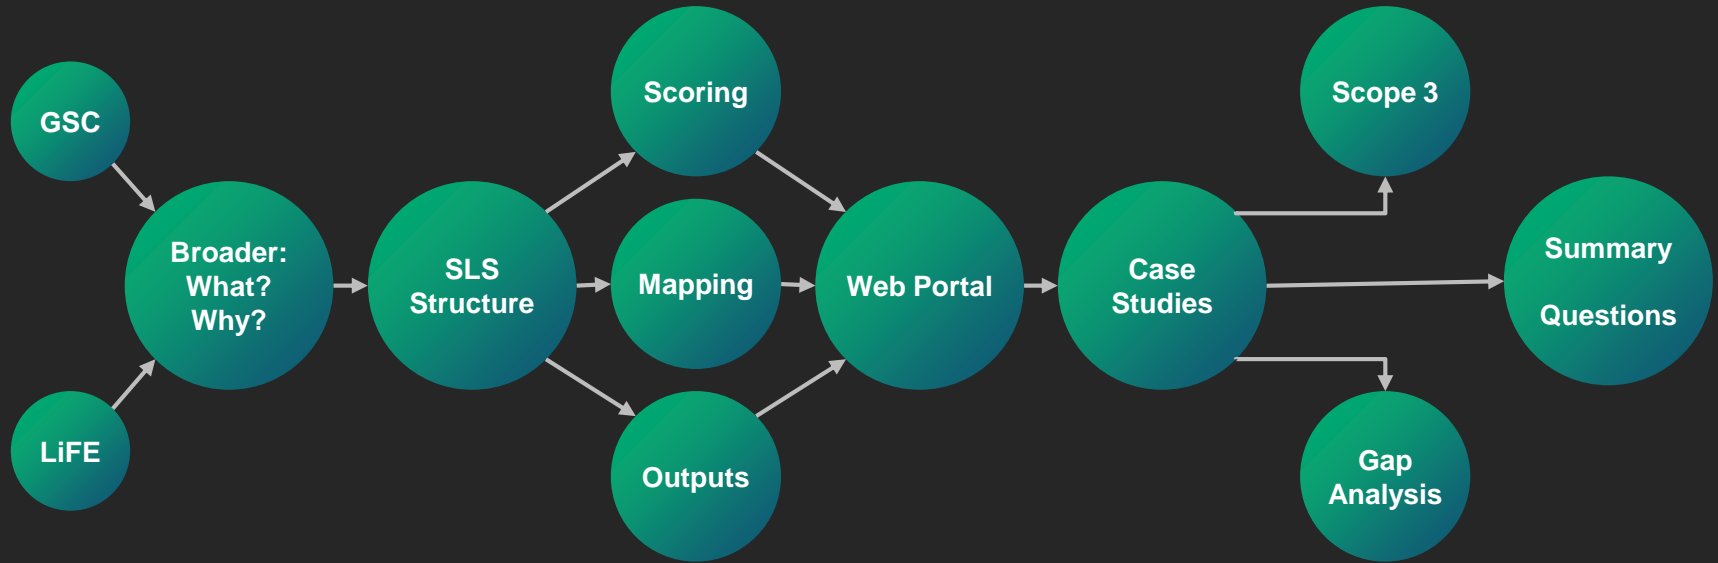 GSC
LiFE
Broader:
What?
Why?
SLS
Structure
Scoring
Mapping
Outputs
Web Portal
Case
Studies
Scope 3
Gap
Analysis
Summary
Questions